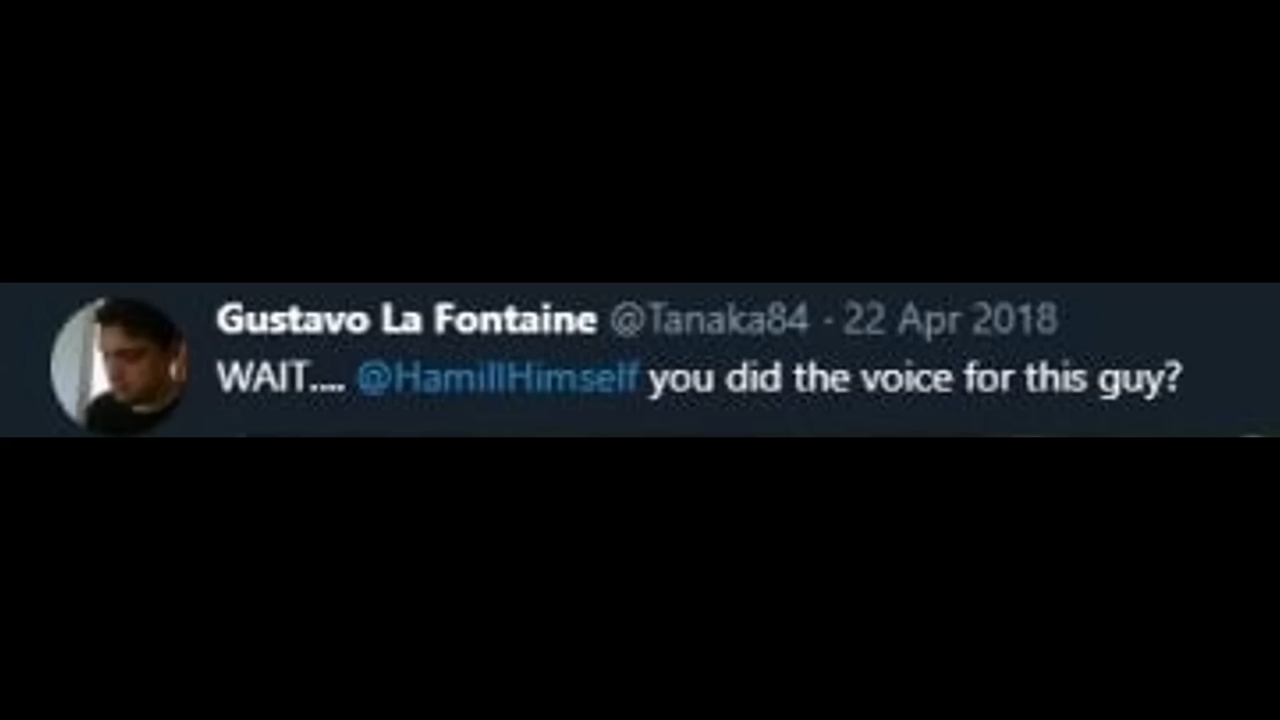 Gustavo La Fontaine @Tanaka84 · 22 Apr 2018
WAIT.... @HamillHimself you did the voice for this guy?